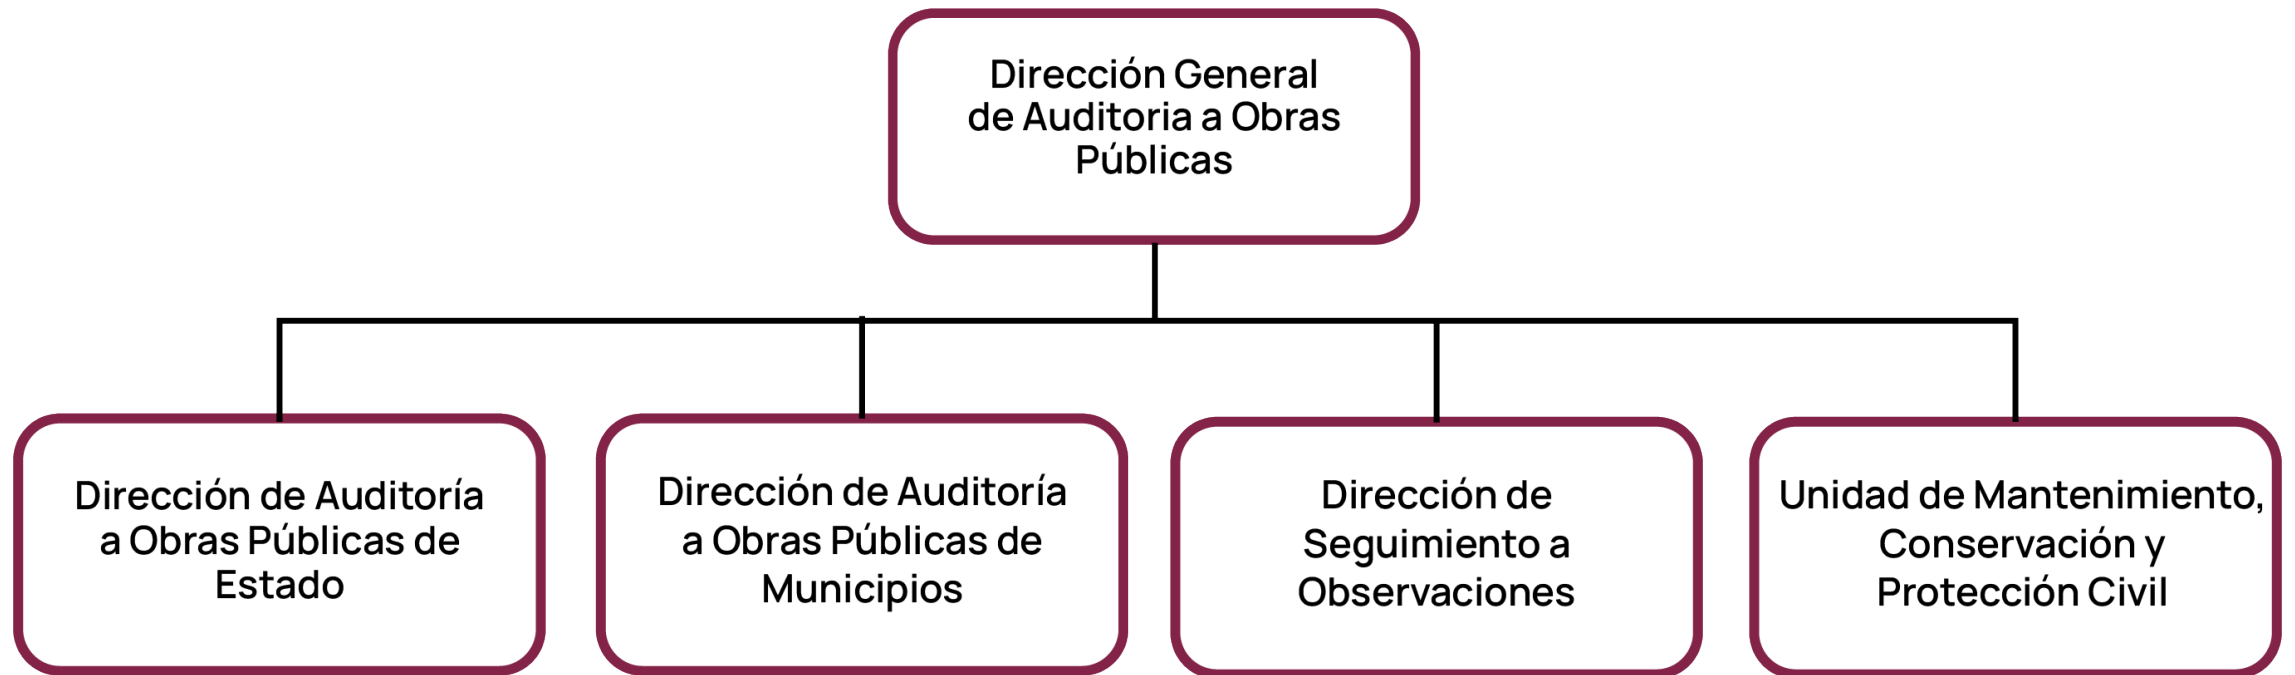 Dirección General
de Auditoria a Obras
Públicas
Dirección de Auditoría
a Obras Públicas de
Estado
Dirección de Auditoría
a Obras Públicas de
Municipios
Dirección de
Seguimiento a
Observaciones
Unidad de Mantenimiento,
Conservación y
Protección Civil